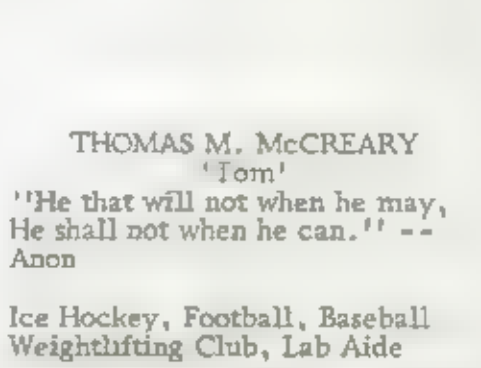 THOMAS M. McCREARY
'Tom'
''He that will not when he may,
He shall not when he can.'' --
Anon
Ice Hockey, Football, Baseball
Weightlifting Club, Lab Aide